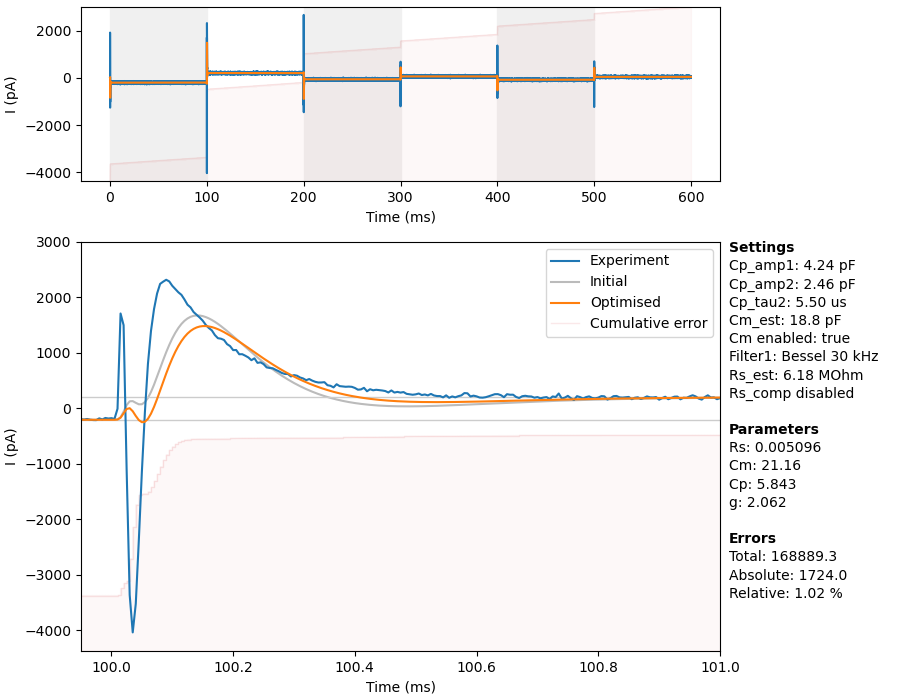 2000
0
−2000
−4000
I (pA)
0
100
200
300
400
500
600
Time (ms)
3000
2000
1000
0
−1000
−2000
−3000
−4000
I (pA)
Experiment
Initial
Optimised
Cumulative error
100.0
100.2
100.4
100.6
100.8
101.0
Time (ms)
Settings
Cp_amp1: 4.24 pF
Cp_amp2: 2.46 pF
Cp_tau2: 5.50 us
Cm_est: 18.8 pF
Cm enabled: true
Filter1: Bessel 30 kHz
Rs_est: 6.18 MOhm
Rs_comp disabled
Parameters
Rs: 0.005096
Cm: 21.16
Cp: 5.843
g: 2.062
Errors
Total: 168889.3
Absolute: 1724.0
Relative: 1.02 %